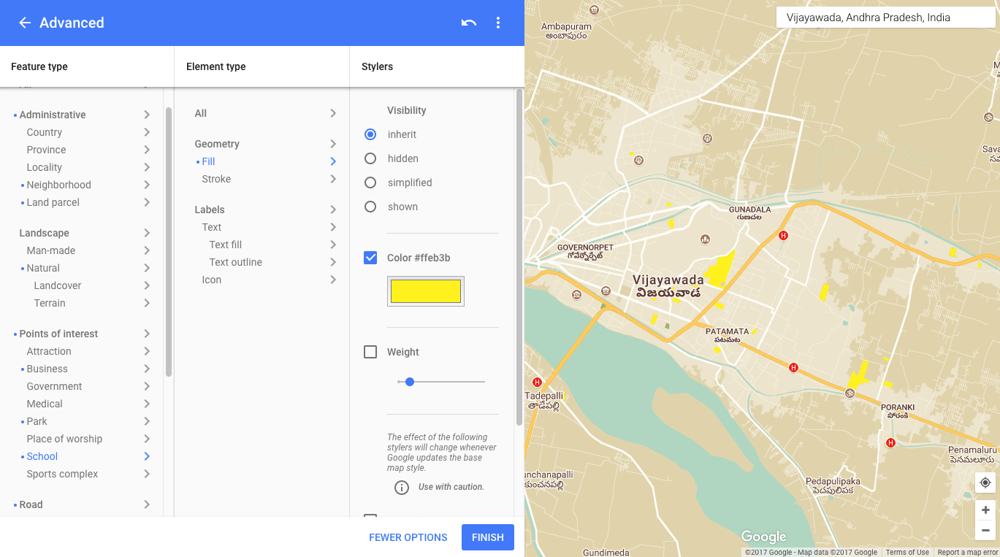 Advanced
Feature type
Element type
Stylers
Administrative
Country
Province
Locality
Neighborhood
Land parcel
Landscape
Man-made
Natural
Landcover
Terrain
Points of interest
Attraction
Business
Government
Medical
Park
Place of worship
School
Sports complex
Road
All
Geometry
Fill
Stroke
Labels
Text
Text fill
Text outline
Icon
Visibility
inherit
hidden
simplified
shown
Color #ffeb3b
Weight
The effect of the following
stylers will change whenever
Google updates the base
map style.
Use with caution.
FEWER OPTIONS
FINISH
Vijayawada, Andhra Pradesh, India
Ambapuram
అంబాపురం
GUNADALA
గుణదల
GOVERNORPET
గోవేర్నోర్పేట్
Vijayawada
విజయవాడ
PATAMATA
పటమట
H
H
H
Tadepalli
తాడేపల్లి
PORANKI
పోరంకి
H
Penamaluru
పెనమలూరు
unchanapalli
కుంచనపల్లి
Pedapulipaka
పెదపులిపక
Gundimeda
Google
©2017 Google - Map data ©2017 Google
Terms of Use
Report a map error